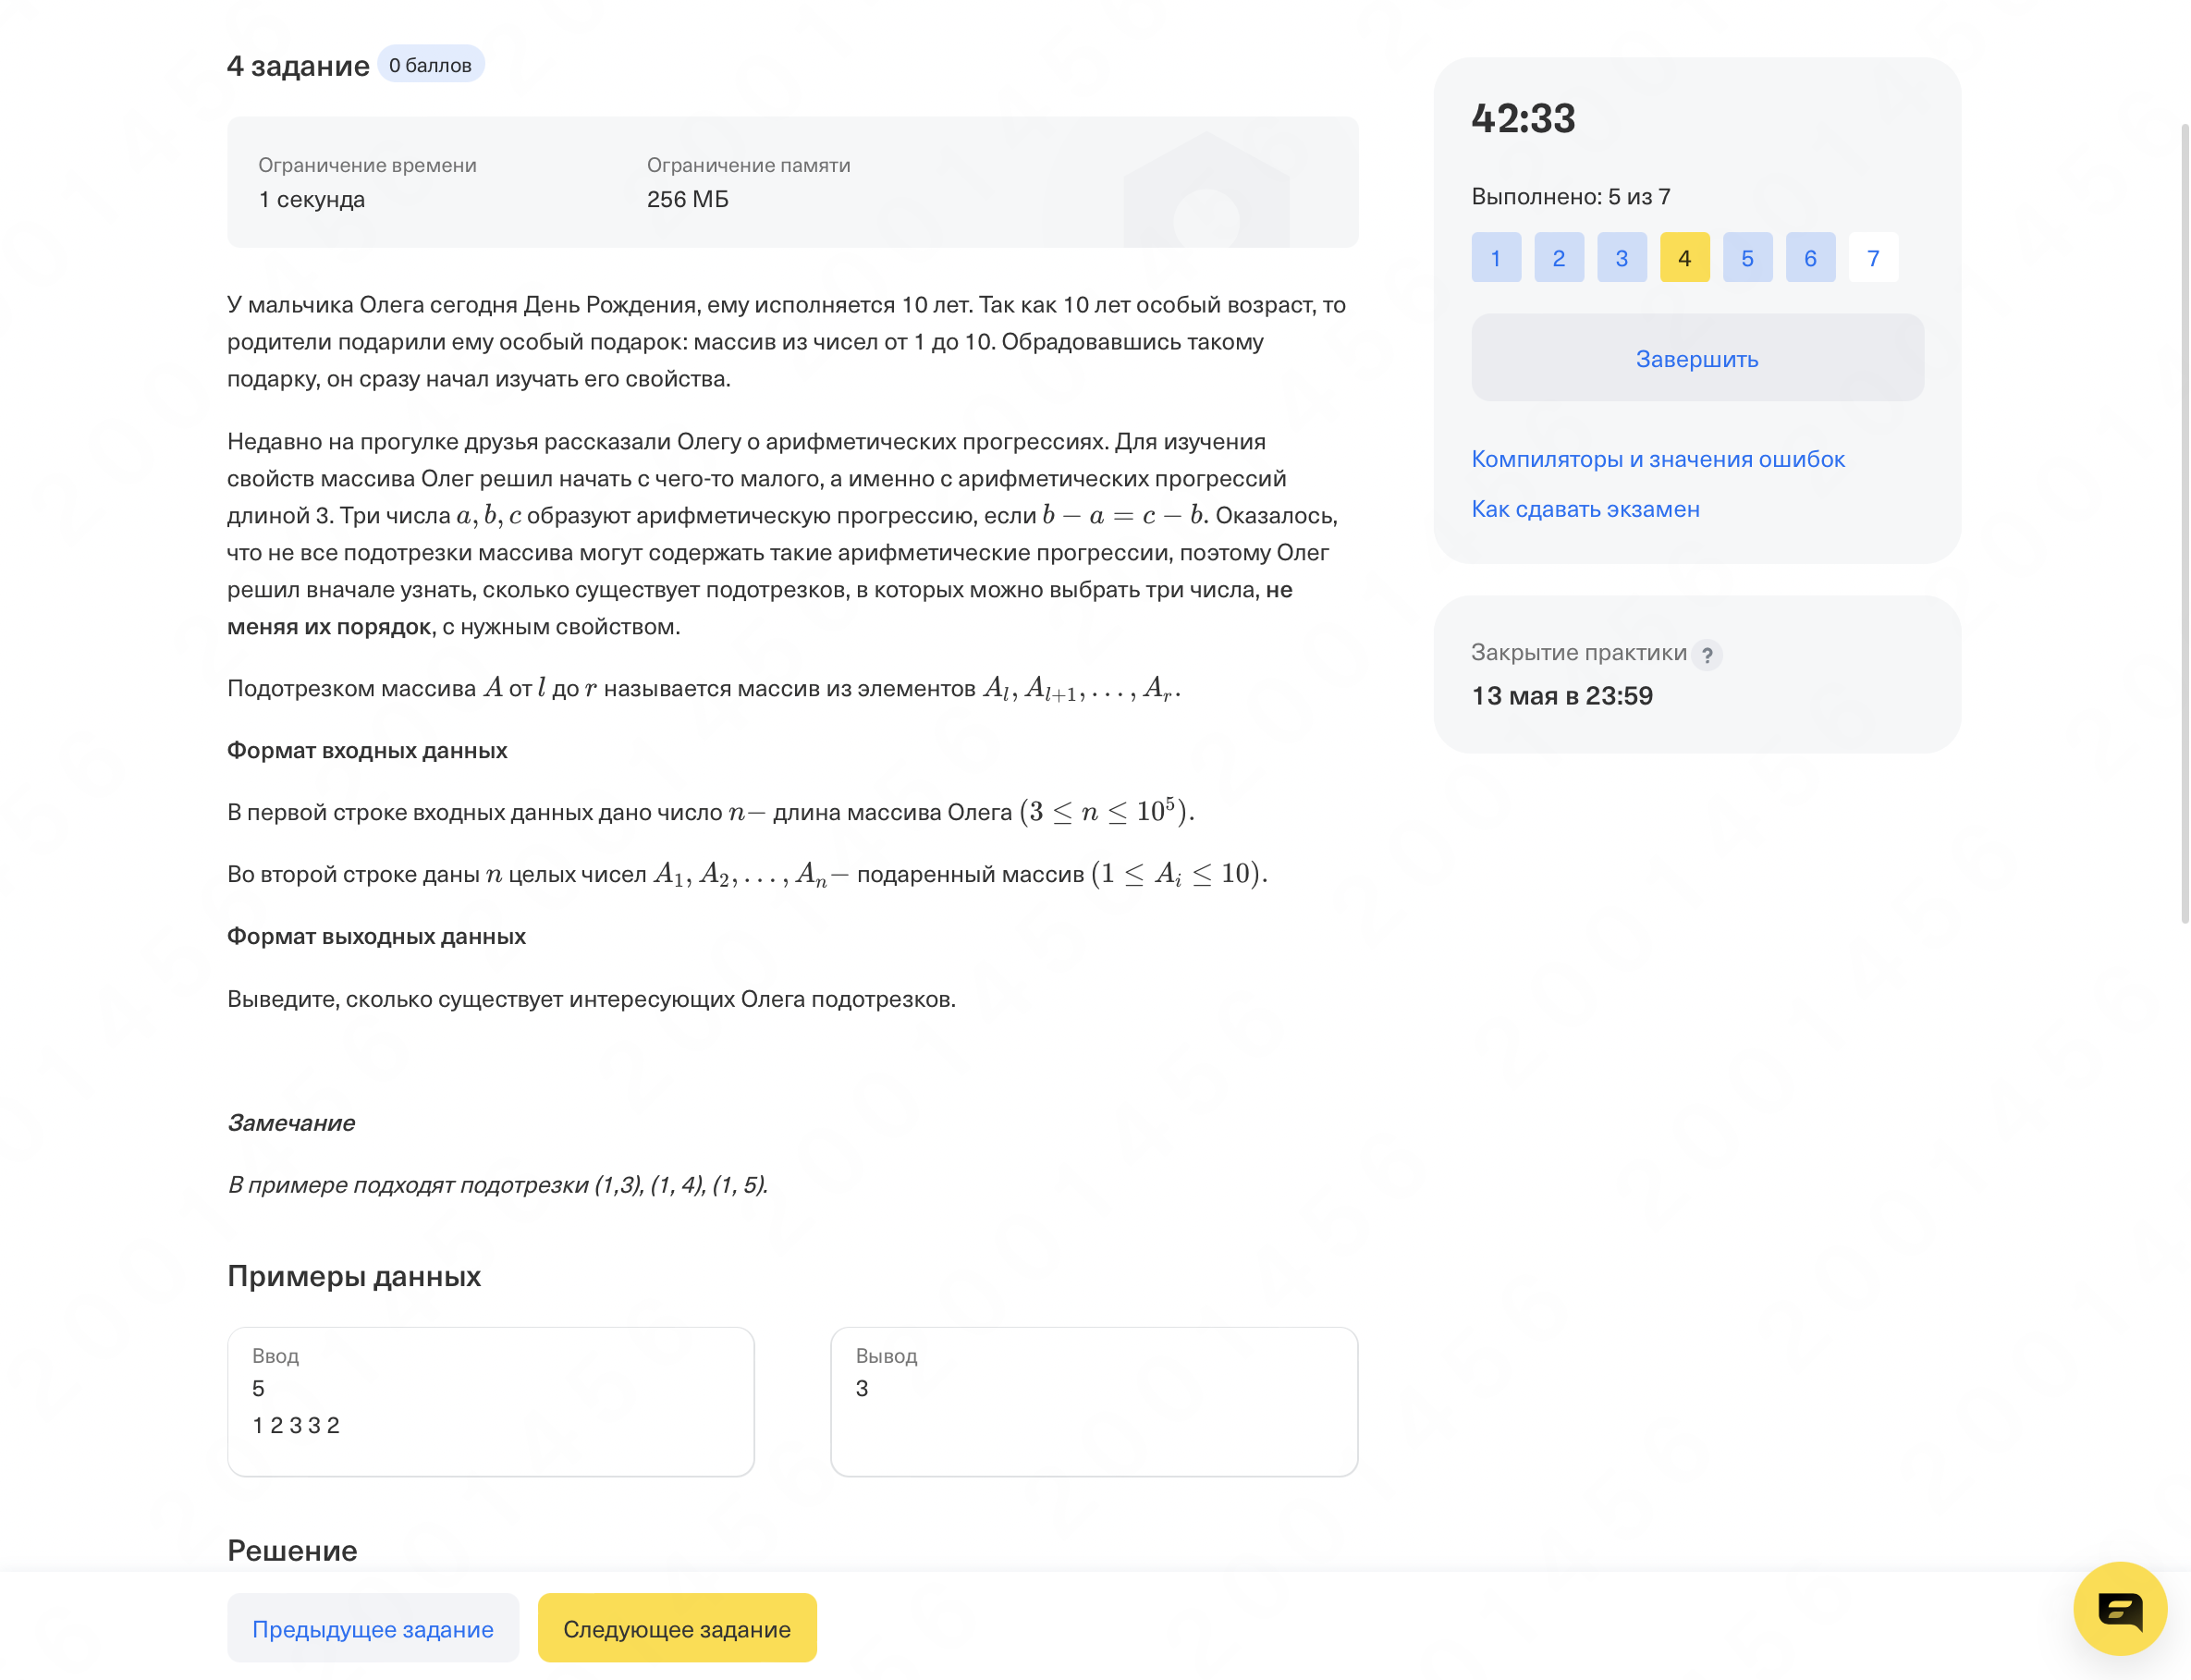 4 задание
0 баллов
Ограничение времени
1 секунда
Ограничение памяти
256 МБ
У мальчика Олега сегодня День Рождения, ему исполняется 10 лет. Так как 10 лет особый возраст, то
родители подарили ему особый подарок: массив из чисел от 1 до 10. Обрадовавшись такому
подарку, он сразу начал изучать его свойства.
Недавно на прогулке друзья рассказали Олегу о арифметических прогрессиях. Для изучения
свойств массива Олег решил начать с чего-то малого, а именно с арифметических прогрессий
длиной 3. Три числа a, b, c образуют арифметическую прогрессию, если b − a = c − b. Оказалось,
что не все подотрезки массива могут содержать такие арифметические прогрессии, поэтому Олег
решил вначале узнать, сколько существует подотрезков, в которых можно выбрать три числа, не
меняя их порядок, с нужным свойством.
Подотрезком массива A от l до r называется массив из элементов A_l, A_{l+1}, . . . , A_r.
Формат входных данных
В первой строке входных данных дано число n− длина массива Олега (3 ≤ n ≤ 10^5).
Во второй строке даны n целых чисел A_1, A_2, . . . , A_n− подаренный массив (1 ≤ A_i ≤ 10).
Формат выходных данных
Выведите, сколько существует интересующих Олега подотрезков.
Замечание
В примере подходят подотрезки (1,3), (1, 4), (1, 5).
Примеры данных
Ввод
5
1 2 3 3 2
Вывод
3
Решение
Предыдущее задание
Следующее задание
42:33
Выполнено: 5 из 7
1 2 3 4 5 6 7
Завершить
Компиляторы и значения ошибок
Как сдавать экзамен
Закрытие практики ?
13 мая в 23:59